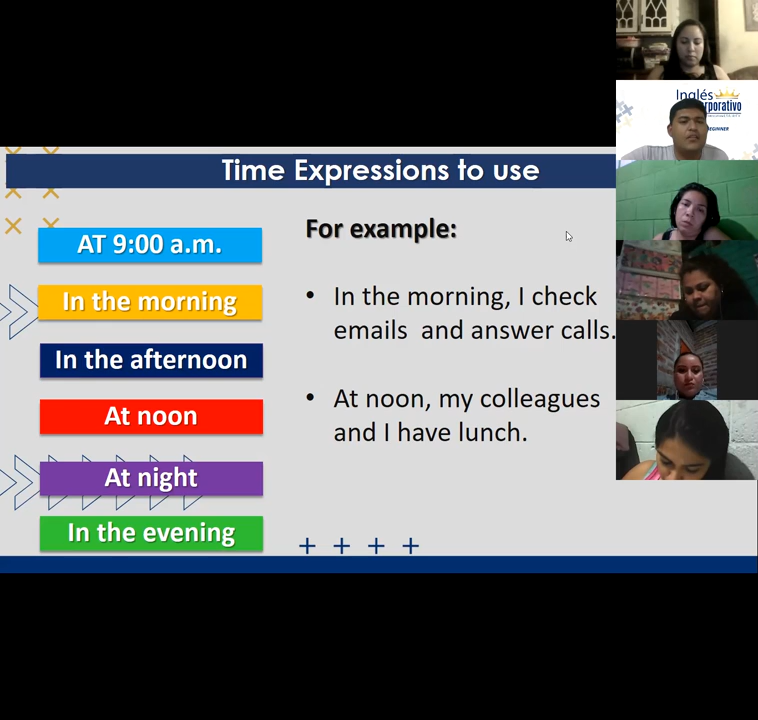 Inglés
rporativo
BEGINNER
Time Expressions to use
AT 9:00 a.m.
In the morning
In the afternoon
At noon
At night
In the evening
For example:
• In the morning, I check
emails and answer calls.
• At noon, my colleagues
and I have lunch.